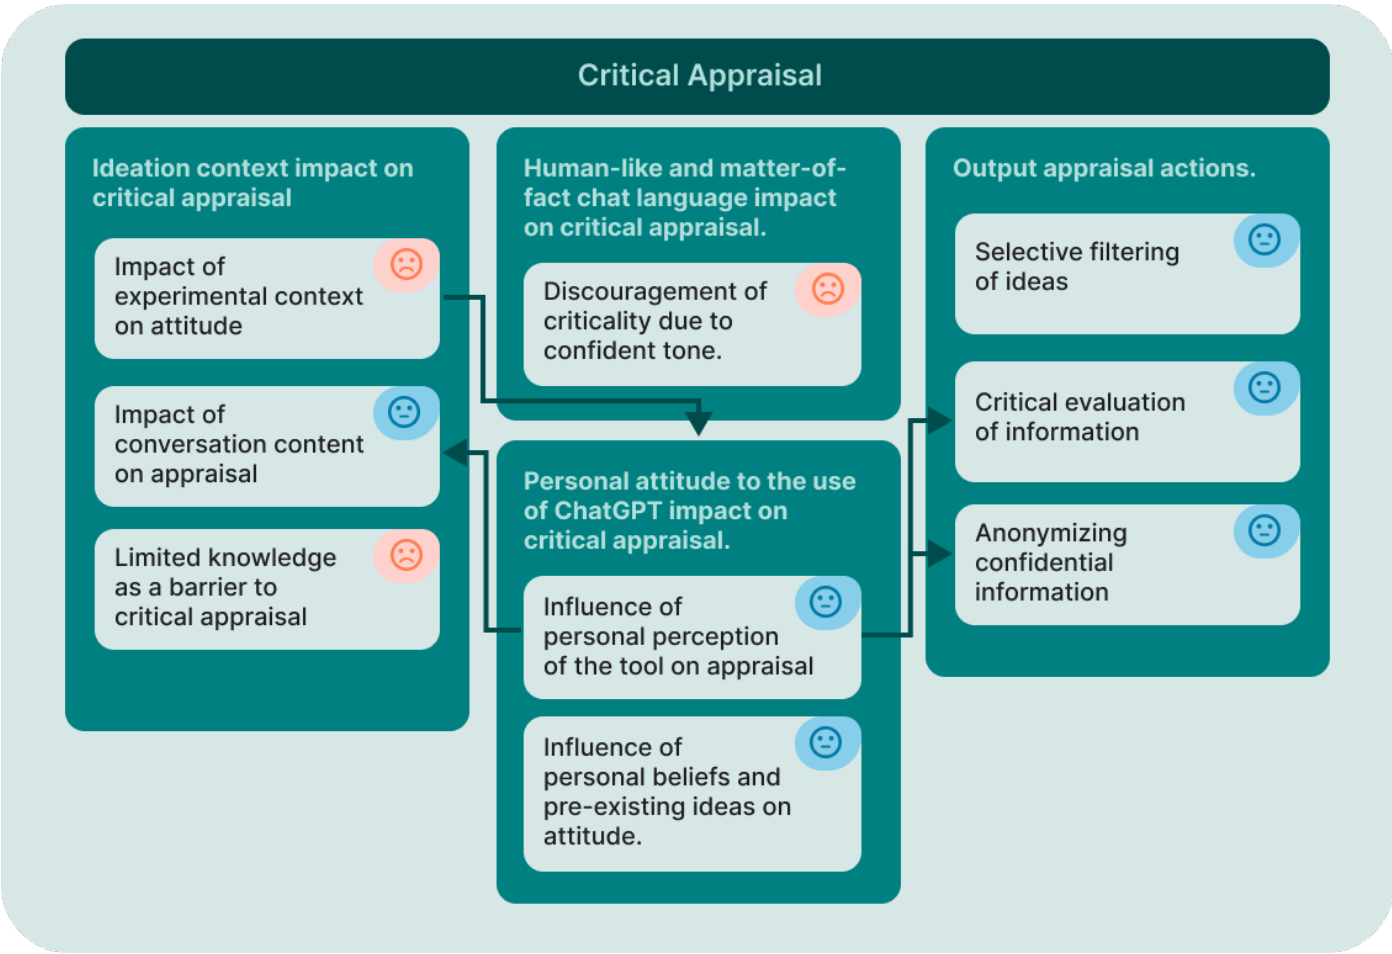 Critical Appraisal
Ideation context impact on
critical appraisal
Impact of
experimental context
on attitude
Impact of
conversation content
on appraisal
Limited knowledge
as a barrier to
critical appraisal
Human-like and matter-of-
fact chat language impact
on critical appraisal.
Discouragement of
criticality due to
confident tone.
Personal attitude to the use
of ChatGPT impact on
critical appraisal.
Influence of
personal perception
of the tool on appraisal
Influence of
personal beliefs and
pre-existing ideas on
attitude.
Output appraisal actions.
Selective filtering
of ideas
Critical evaluation
of information
Anonymizing
confidential
information